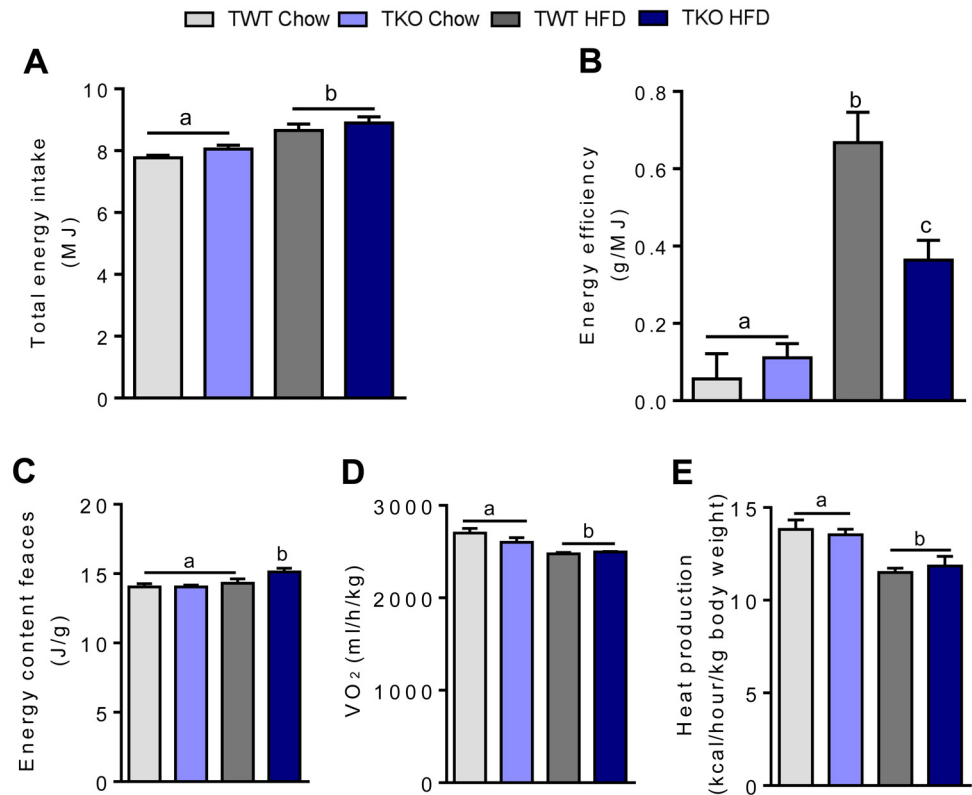 TWT Chow TKO Chow TWT HFD TKO HFD
A
Total energy intake
(MJ)
10
8
6
4
2
0
a
b
B
Energy efficiency
(g/MJ)
0.8
0.6
0.4
0.2
0.0
a
b
c
C
Energy content feaces
(J/g)
20
15
10
5
0
a
b
D
VO₂ (ml/h/kg)
3000
2000
1000
0
a
b
E
Heat production
(kcal/hour/kg body weight)
15
10
5
0
a
b